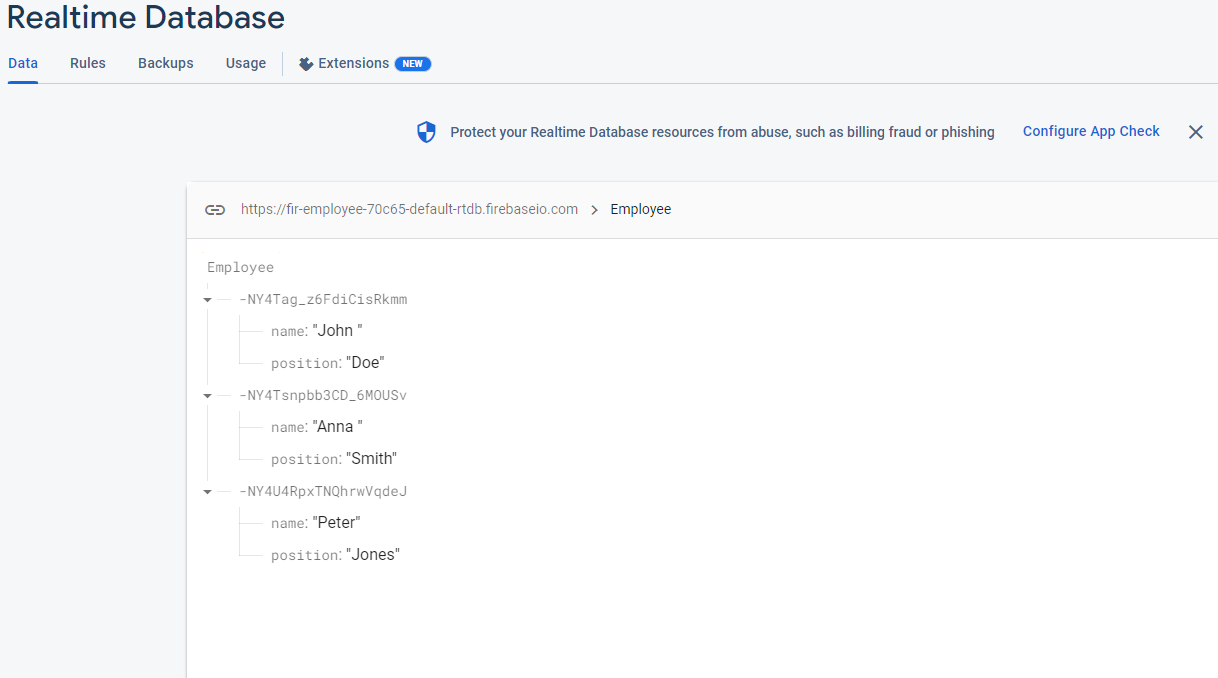 Realtime Database
Data Rules Backups Usage Extensions NEW
Protect your Realtime Database resources from abuse, such as billing fraud or phishing Configure App Check
https://fir-employee-70c65-default-rtdb.firebaseio.com > Employee
Employee
-NY4Tag_z6FdiCisRkmm
name: "John "
position: "Doe"
-NY4Tsnpbb3CD_6MOUSv
name: "Anna "
position: "Smith"
-NY4U4RpxTNQhrwVqdeJ
name: "Peter"
position: "Jones"